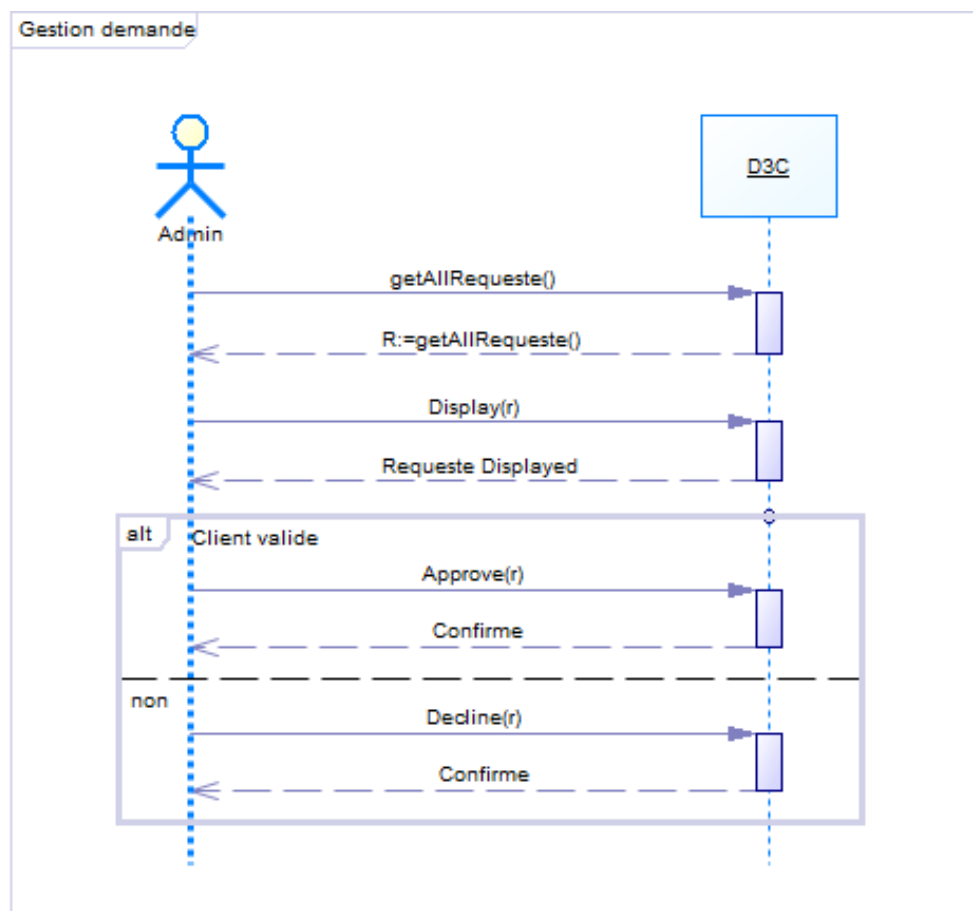 Gestion demande
D3C
Admin
getAllRequeste()
R:=getAllRequeste()
Display(r)
Requeste Displayed
alt
Client valide
Approve(r)
Confirme
non
Decline(r)
Confirme